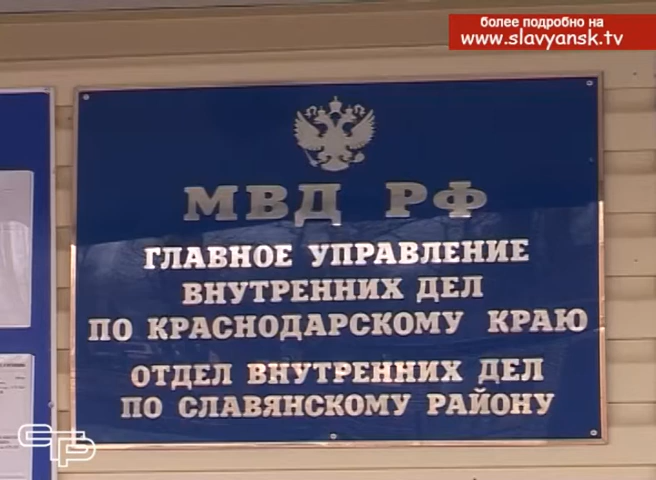 более подробно на
www.slavyansk.tv
МВД РФ
ГЛАВНОЕ УПРАВЛЕНИЕ
ВНУТРЕННИХ ДЕЛ
ПО КРАСНОДАРСКОМУ КРАЮ
ОТДЕЛ ВНУТРЕННИХ ДЕЛ
ПО СЛАВЯНСКОМУ РАЙОНУ